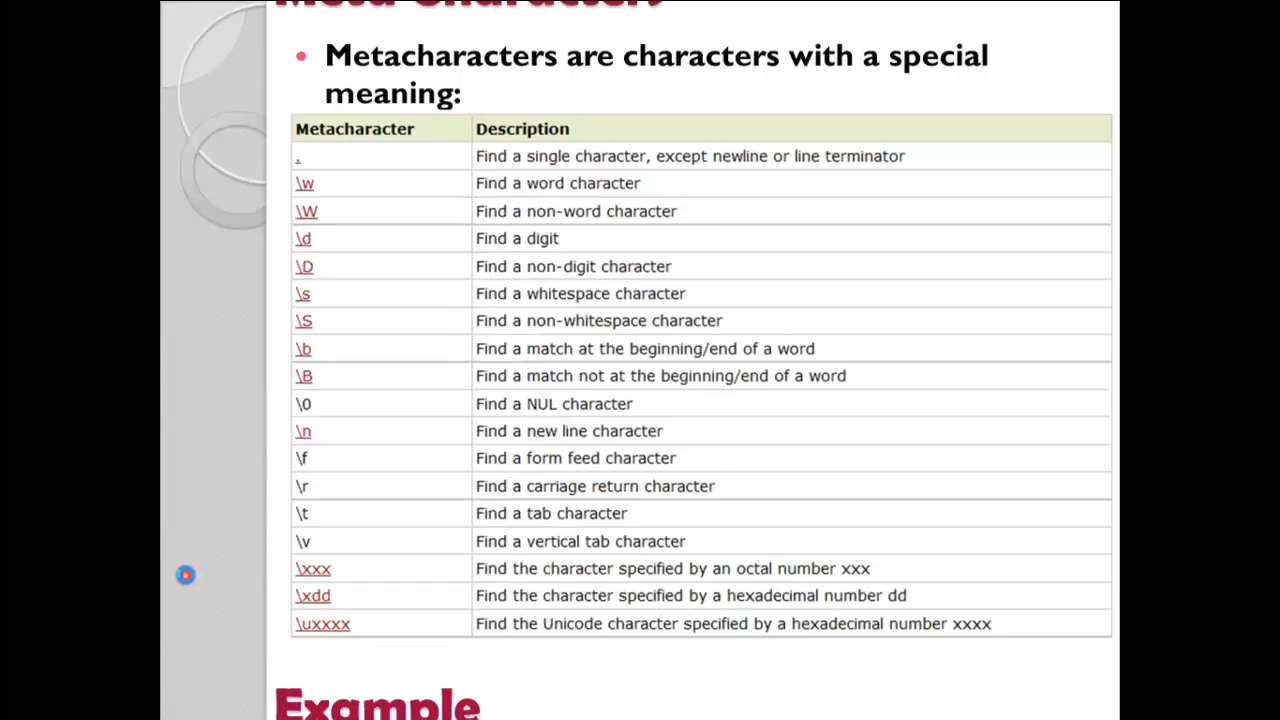 Meta Characters
• Metacharacters are characters with a special
meaning:
Metacharacter Description
. Find a single character, except newline or line terminator
\w Find a word character
\W Find a non-word character
\d Find a digit
\D Find a non-digit character
\s Find a whitespace character
\S Find a non-whitespace character
\b Find a match at the beginning/end of a word
\B Find a match not at the beginning/end of a word
\0 Find a NUL character
\n Find a new line character
\f Find a form feed character
\r Find a carriage return character
\t Find a tab character
\v Find a vertical tab character
\xxx Find the character specified by an octal number xxx
\xdd Find the character specified by a hexadecimal number dd
\uxxxx Find the Unicode character specified by a hexadecimal number xxxx
Example